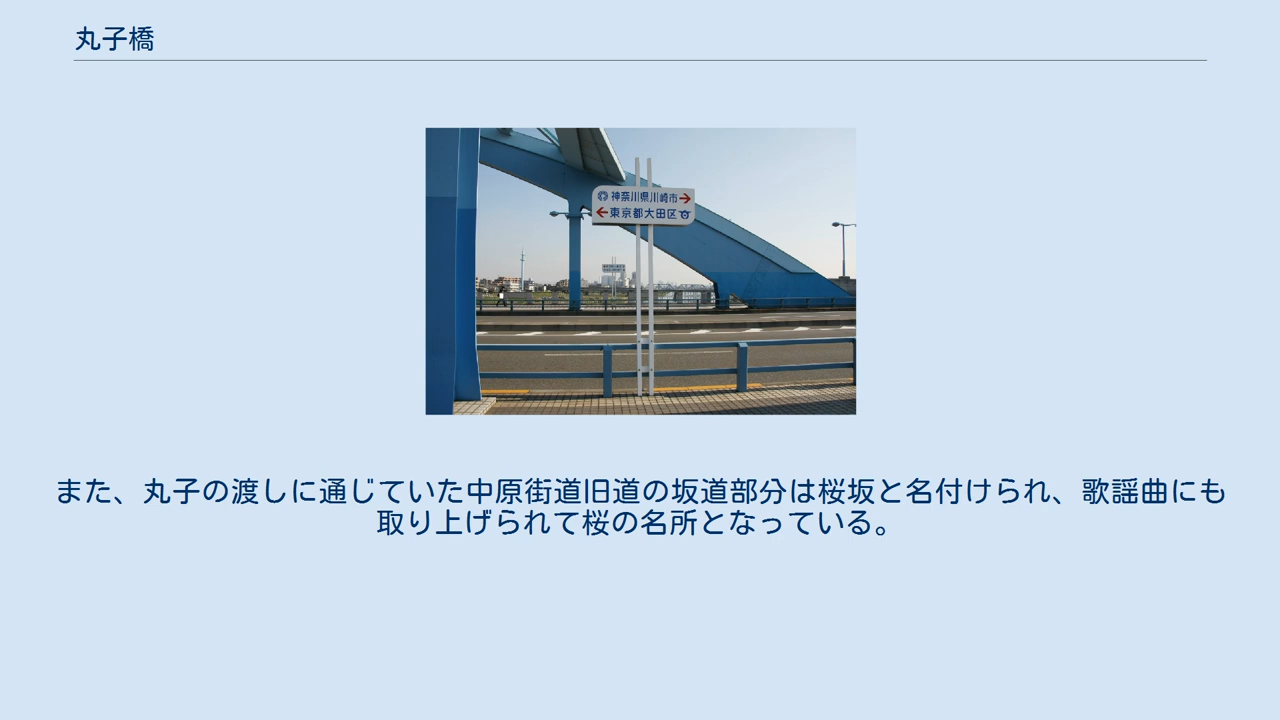 丸子橋
神奈川県川崎市→
←東京都大田区
また、丸子の渡しに通じていた中原街道旧道の坂道部分は桜坂と名付けられ、歌謡曲にも
取り上げられて桜の名所となっている。